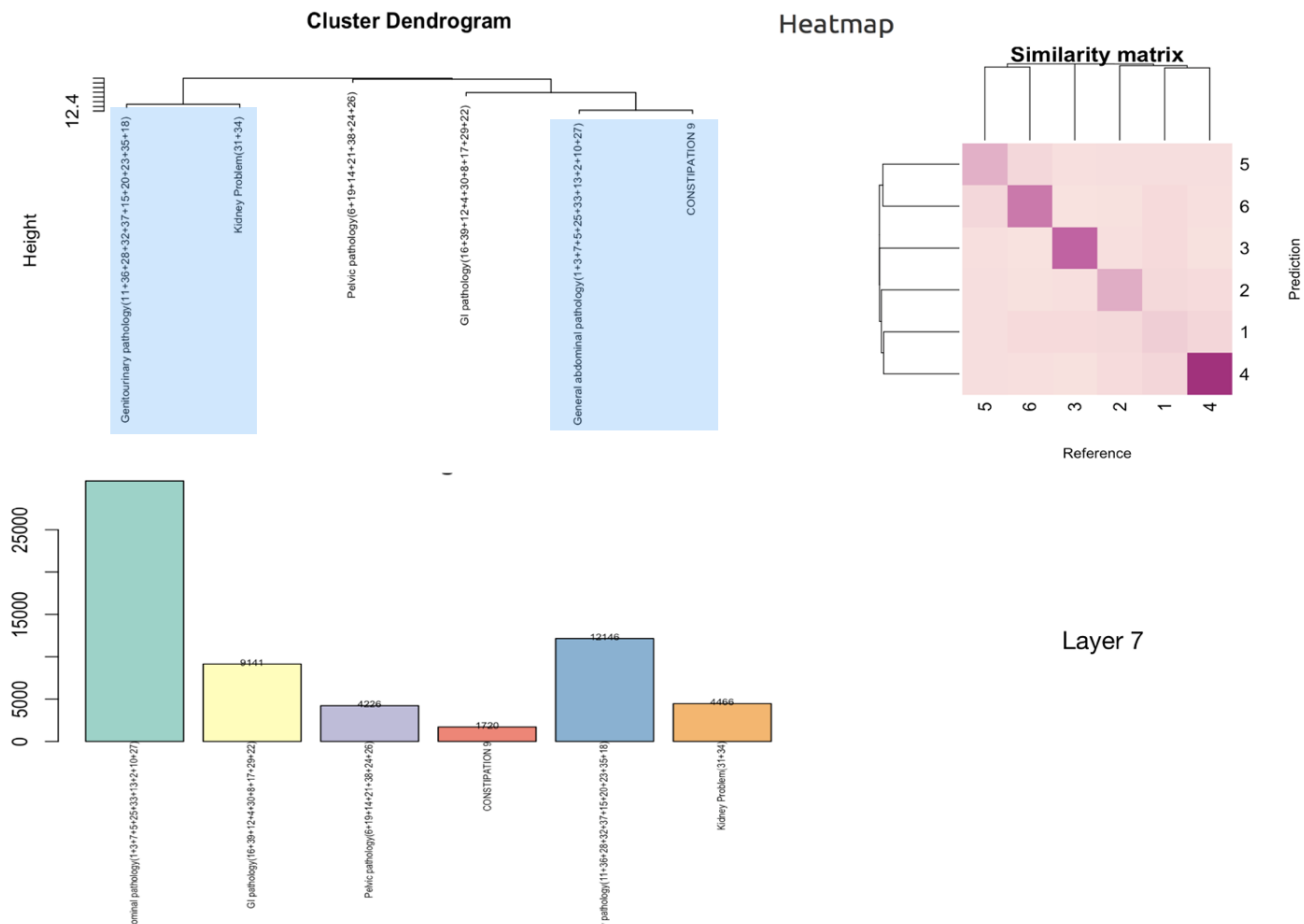 Cluster Dendrogram
Heatmap
Similarity matrix
12.4
Height
Genitourinary pathology(11+36+28+32+37+15+20+23+35+18)
Kidney Problem(31+34)
Pelvic pathology(6+19+14+21+38+24+26)
GI pathology(16+39+12+4+30+8+17+29+22)
General abdominal pathology(1+3+7+5+25+33+13+2+10+27)
CONSTIPATION 9
5
6
3
2
1
4
Prediction
5 6 3 2 1 4
Reference
25000
15000
5000
0
9141
4226
1720
12146
4466
ominal pathology(1+3+7+5+25+33+13+2+10+27)
GI pathology(16+39+12+4+30+8+17+29+22)
Pelvic pathology(6+19+14+21+38+24+26)
CONSTIPATION 9
pathology(11+36+28+32+37+15+20+23+35+18)
Kidney Problem(31+34)
Layer 7